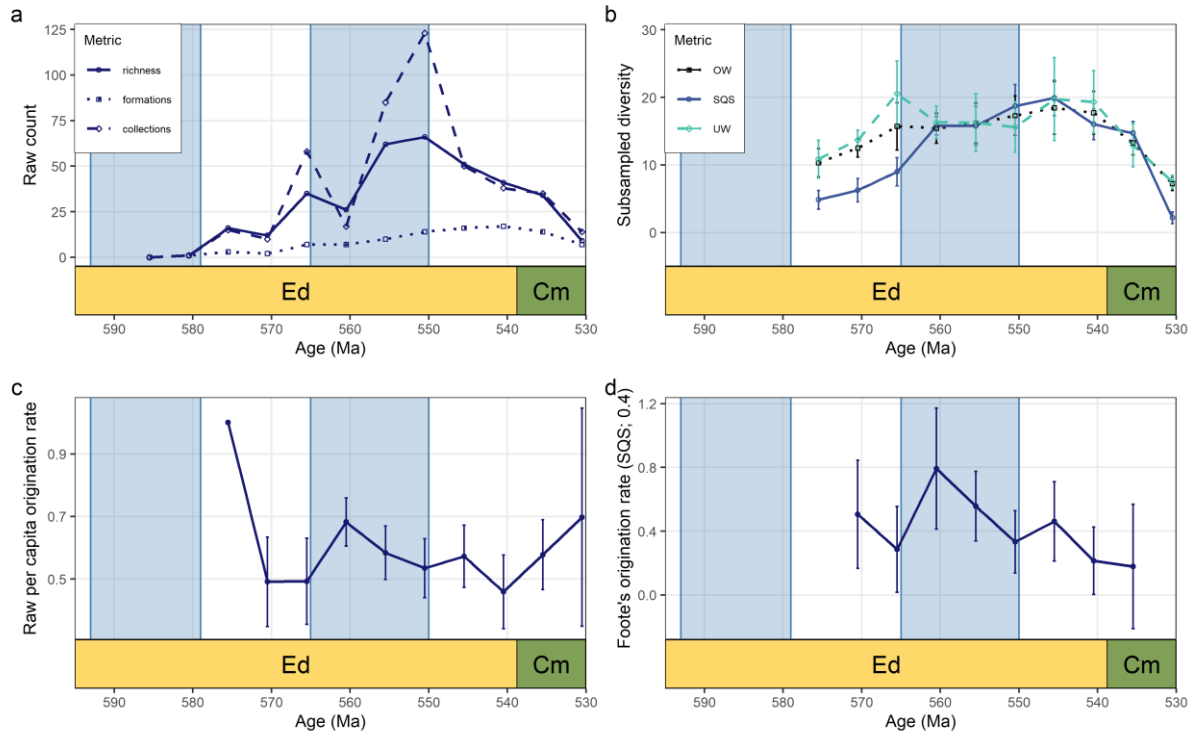 a
Metric
richness
formations
collections
Raw count
125
100
75
50
25
0
Ed
Cm
590
580
570
560
550
540
530
Age (Ma)
b
Metric
OW
SQS
UW
Subsampled diversity
30
20
10
0
Ed
Cm
590
580
570
560
550
540
530
Age (Ma)
c
Raw per capita origination rate
0.9
0.7
0.5
Ed
Cm
590
580
570
560
550
540
530
Age (Ma)
d
Foote's origination rate (SQS; 0.4)
1.2
0.8
0.4
0.0
Ed
Cm
590
580
570
560
550
540
530
Age (Ma)